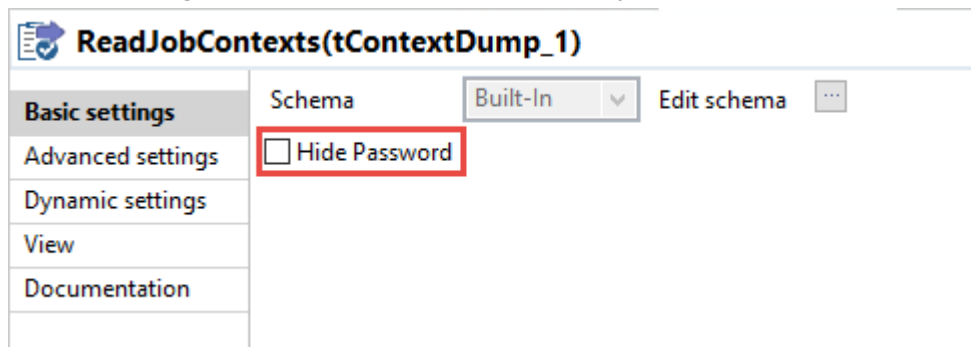 ReadJobContexts(tContextDump_1)
Basic settings
Schema Built-In Edit schema ...
Advanced settings
Hide Password
Dynamic settings
View
Documentation